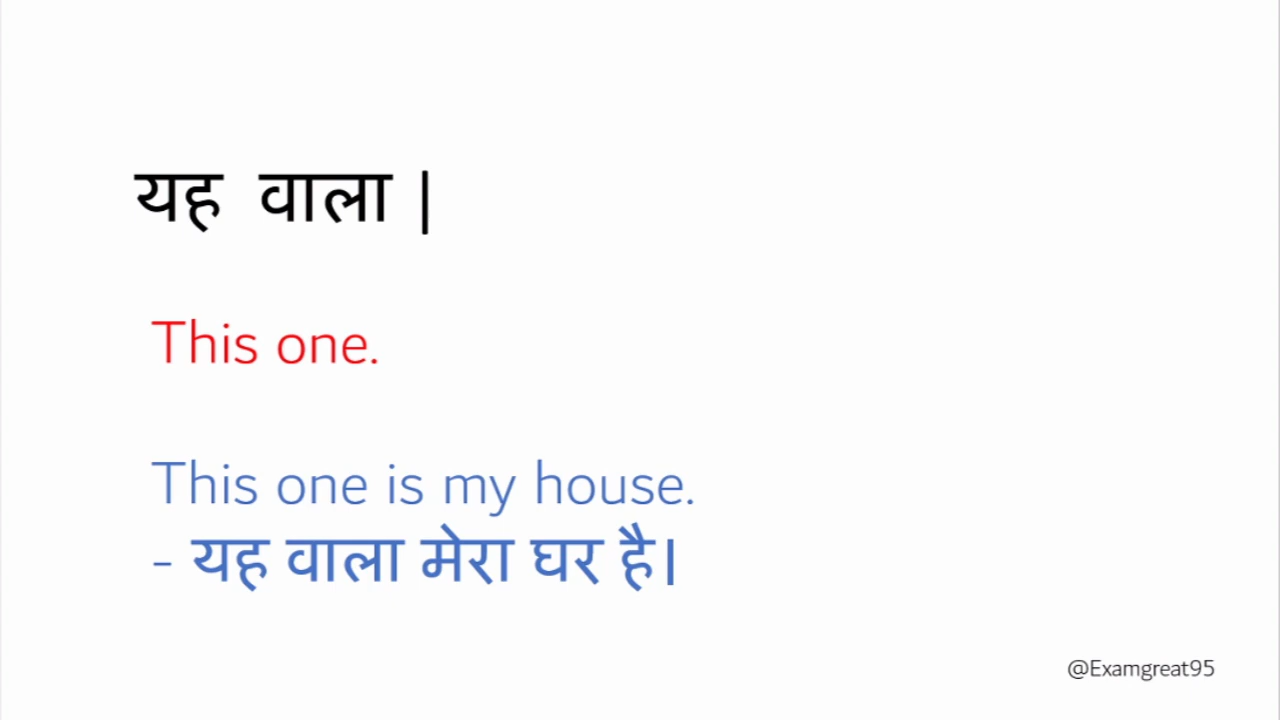 यह वाला |
This one.
This one is my house.
- यह वाला मेरा घर है।
@Examgreat95